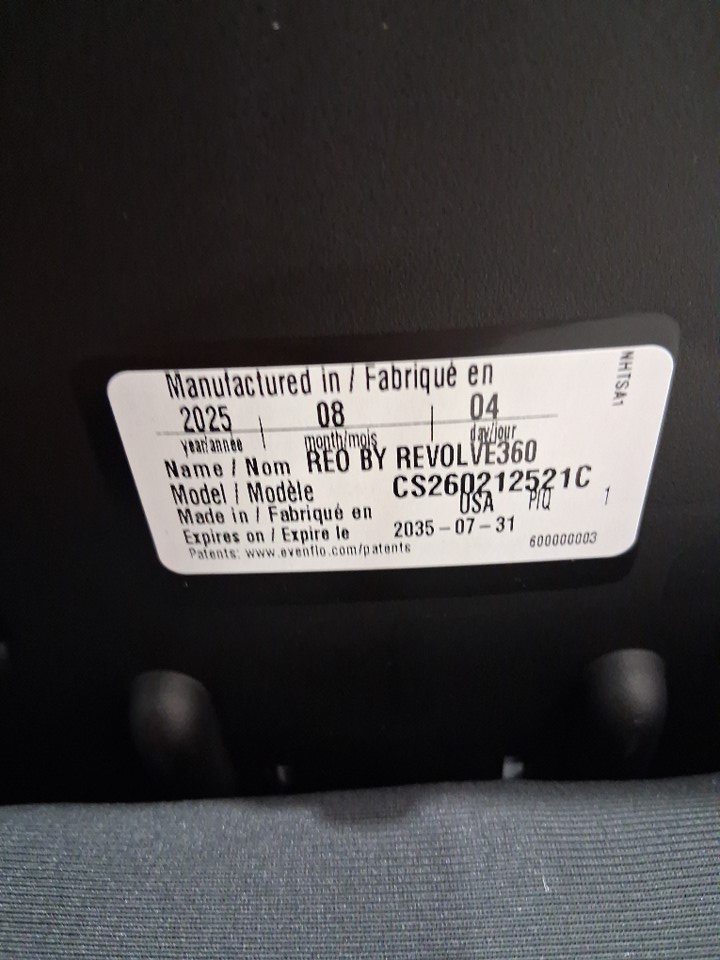 Manufactured in / Fabriqué en
2025 | 08 | 04
year/année month/mois day/jour
Name / Nom REO BY REVOLVE360
Model / Modèle CS260212521C
Made in / Fabriqué en USA P/Q 1
Expires on / Expire le 2035-07-31
Patents: www.evenflo.com/patents 600000003
NHTSA1